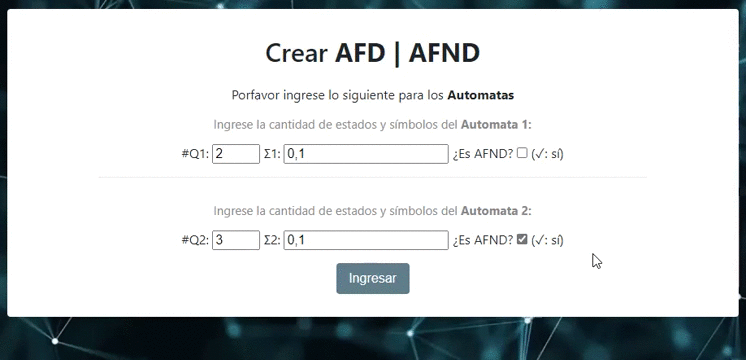 Crear AFD | AFND
Porfavor ingrese lo siguiente para los Automatas
Ingrese la cantidad de estados y símbolos del Automata 1:
#Q1: 2 Σ1: 0,1 ¿Es AFND? (✓: sí)
Ingrese la cantidad de estados y símbolos del Automata 2:
#Q2: 3 Σ2: 0,1 ¿Es AFND? (✓: sí)
Ingresar